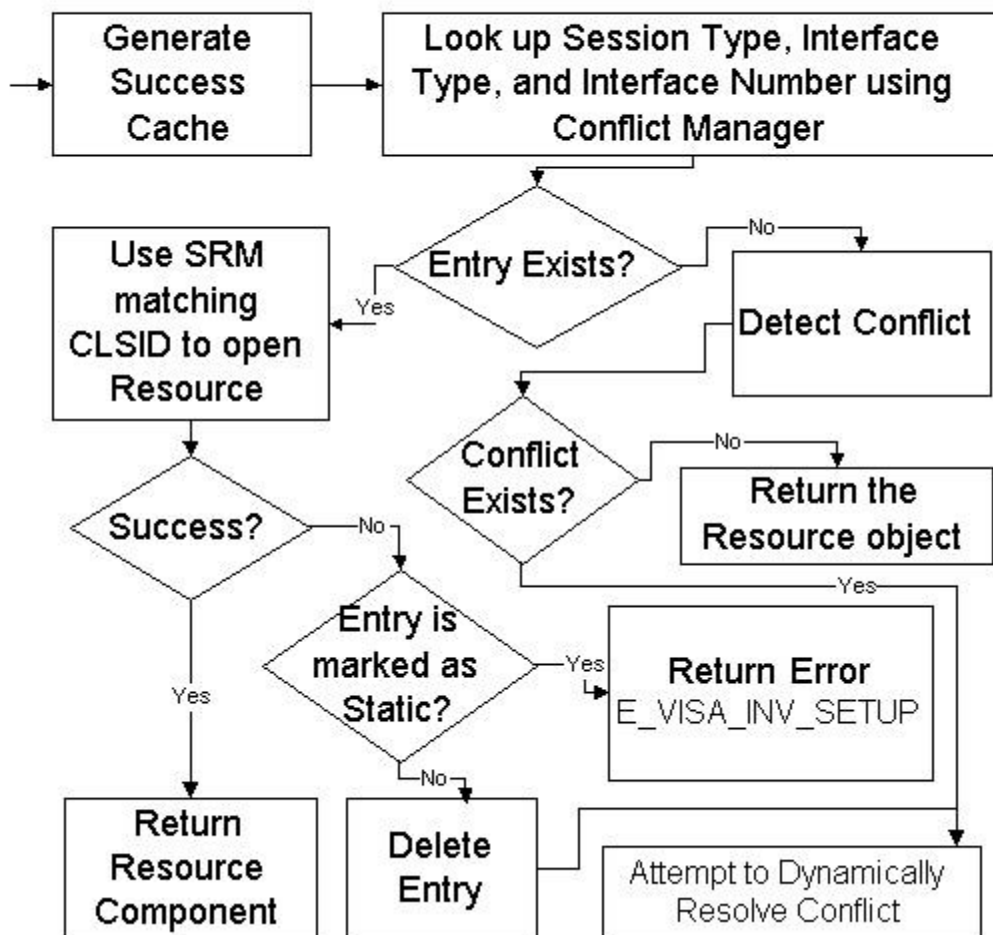 Generate
Success
Cache
Look up Session Type, Interface
Type, and Interface Number using
Conflict Manager
Entry Exists?
No
Yes
Use SRM
matching
CLSID to open
Resource
Detect Conflict
Conflict
Exists?
No
Return the
Resource object
Yes
Success?
No
Yes
Entry is
marked as
Static?
Yes
Return Error
E_VISA_INV_SETUP
No
Return
Resource
Component
Delete
Entry
Attempt to Dynamically
Resolve Conflict